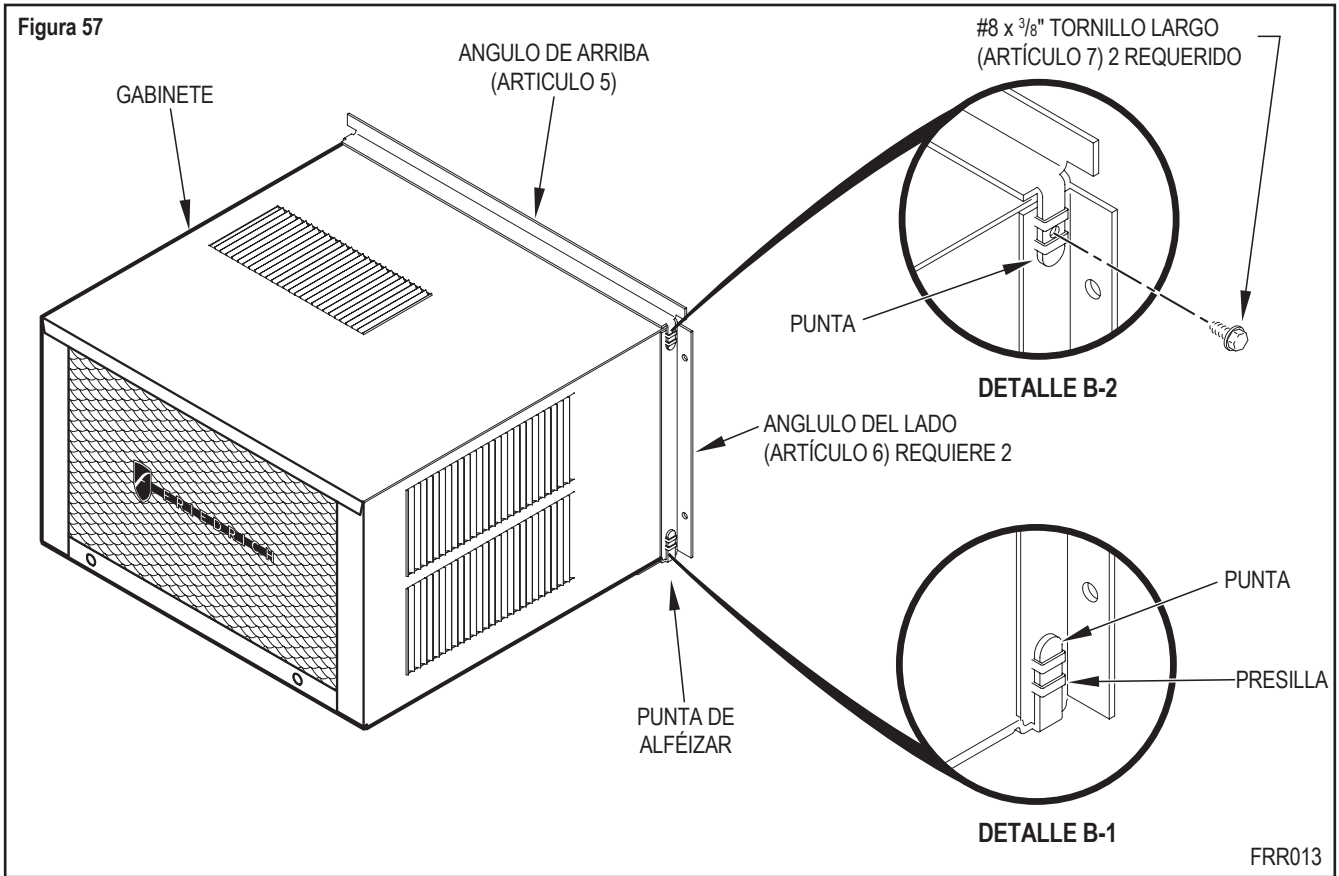 Figura 57
#8 x 3/8" TORNILLO LARGO
(ARTÍCULO 7) 2 REQUERIDO
ANGULO DE ARRIBA
(ARTICULO 5)
GABINETE
PUNTA
DETALLE B-2
ANGLULO DEL LADO
(ARTÍCULO 6) REQUIERE 2
FRIEDRICH
PUNTA
PRESILLA
PUNTA DE
ALFÉIZAR
DETALLE B-1
FRR013